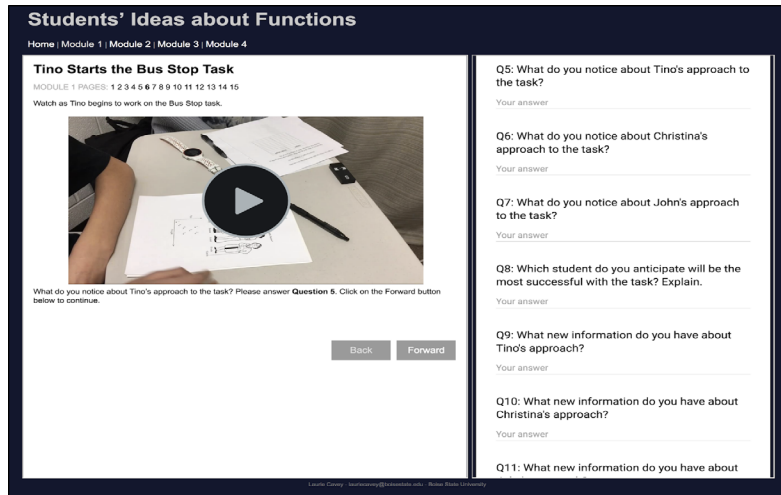 Students' Ideas about Functions
Home | Module 1 | Module 2 | Module 3 | Module 4
Tino Starts the Bus Stop Task
MODULE 1 PAGES: 1 2 3 4 5 6 7 8 9 10 11 12 13 14 15
Watch as Tino begins to work on the Bus Stop task.
What do you notice about Tino's approach to the task? Please answer Question 5. Click on the Forward button
below to continue.
Back
Forward
Q5: What do you notice about Tino's approach to
the task?
Your answer
Q6: What do you notice about Christina's
approach to the task?
Your answer
Q7: What do you notice about John's approach
to the task?
Your answer
Q8: Which student do you anticipate will be the
most successful with the task? Explain.
Your answer
Q9: What new information do you have about
Tino's approach?
Your answer
Q10: What new information do you have about
Christina's approach?
Your answer
Q11: What new information do you have about
Laurie Cavey - lauriecavey@boisestate.edu - Boise State University